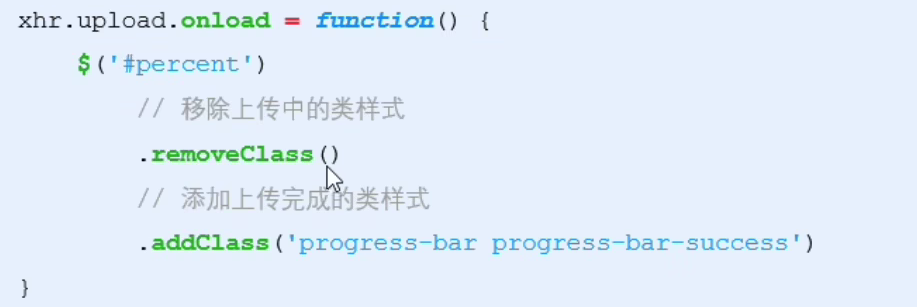 xhr.upload.onload = function() {
    $('#percent')
        // 移除上传中的类样式
        .removeClass()
        // 添加上传完成的类样式
        .addClass('progress-bar progress-bar-success')
}